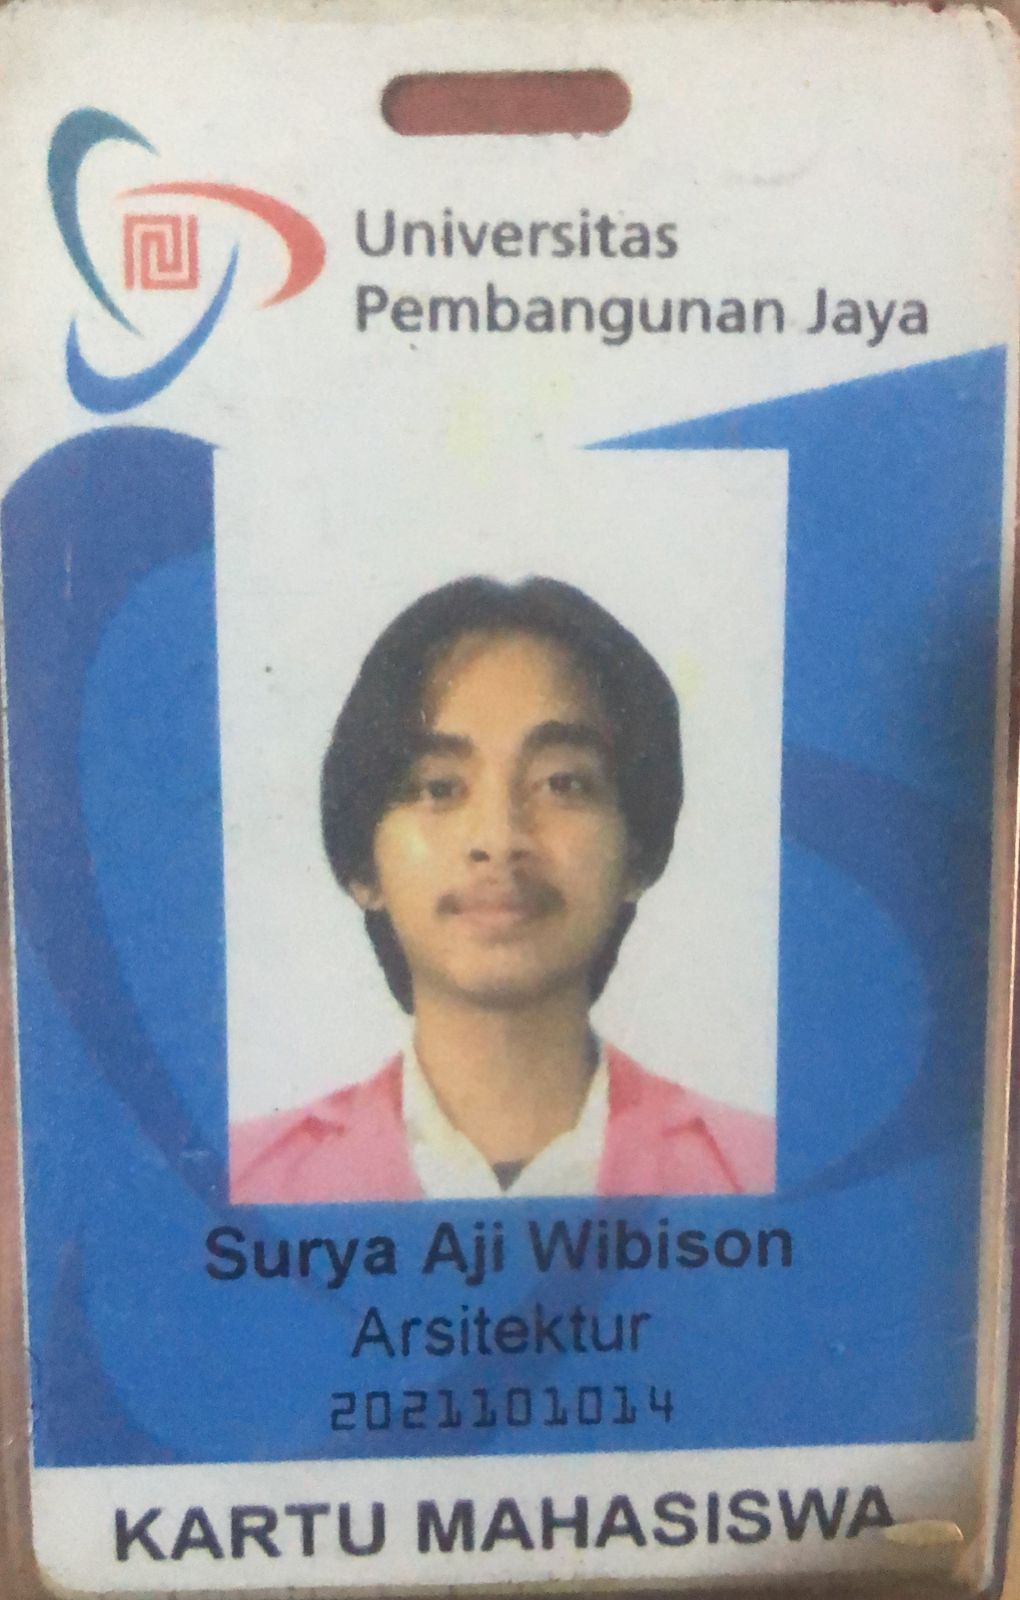 Universitas
Pembangunan Jaya
Surya Aji Wibison
Arsitektur
2021101014
KARTU MAHASISWA